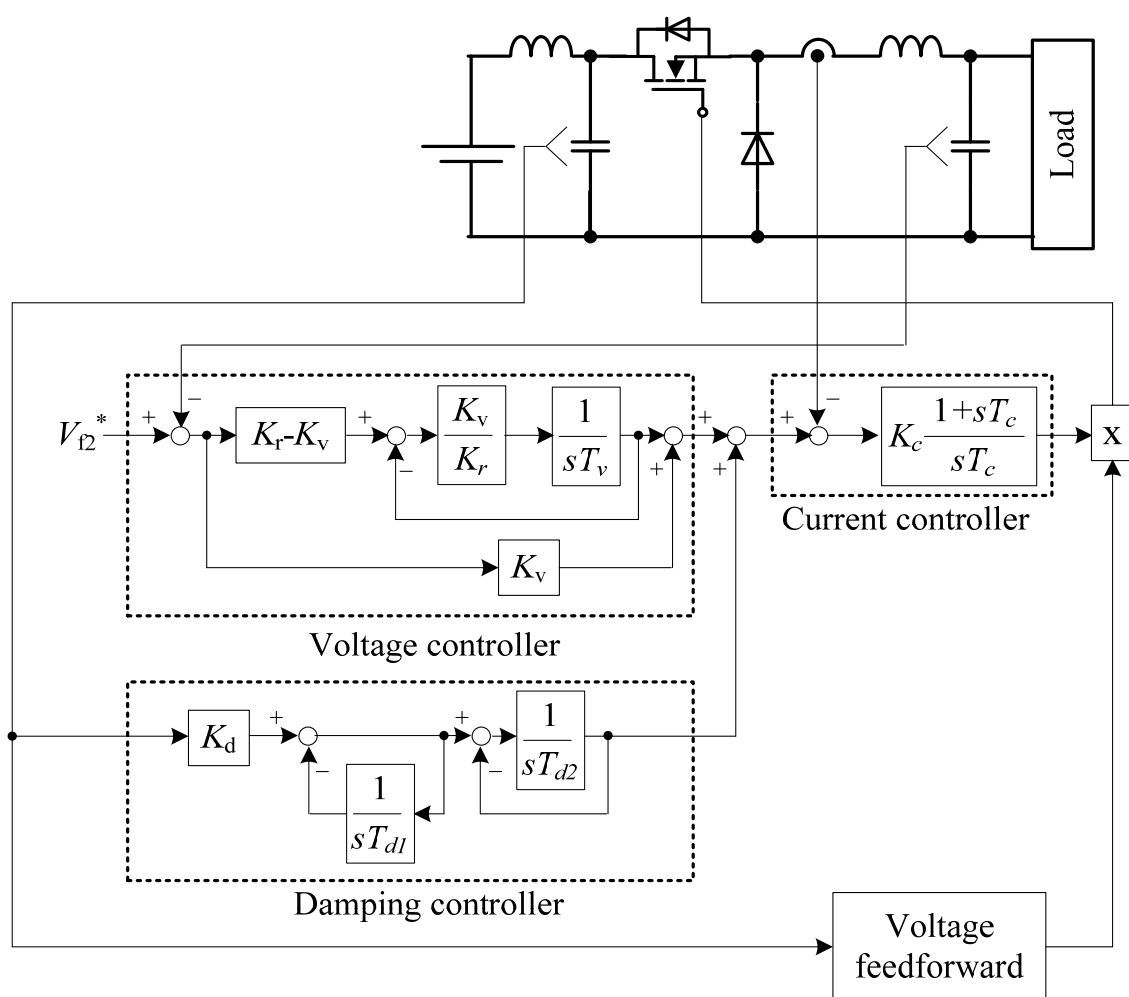 Load
V_f2^*
+
−
K_r-K_v
+
−
K_v
K_r
1
sT_v
+
+
K_v
Voltage controller
+
+
+
−
K_c 1+sT_c
sT_c
Current controller
x
K_d
+
−
1
sT_d1
+
−
1
sT_d2
Damping controller
Voltage
feedforward